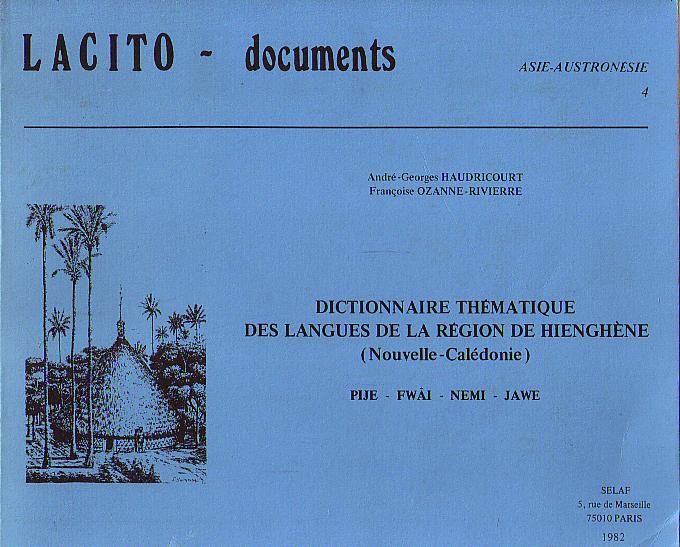 LACITO - documents
ASIE-AUSTRONÉSIE
4
André-Georges HAUDRICOURT
Françoise OZANNE-RIVIERRE
DICTIONNAIRE THÉMATIQUE
DES LANGUES DE LA RÉGION DE HIENGHÈNE
(Nouvelle-Calédonie)
PIJE - FWÂI - NEMI - JAWE
SELAF
5, rue de Marseille
75010 PARIS
1982